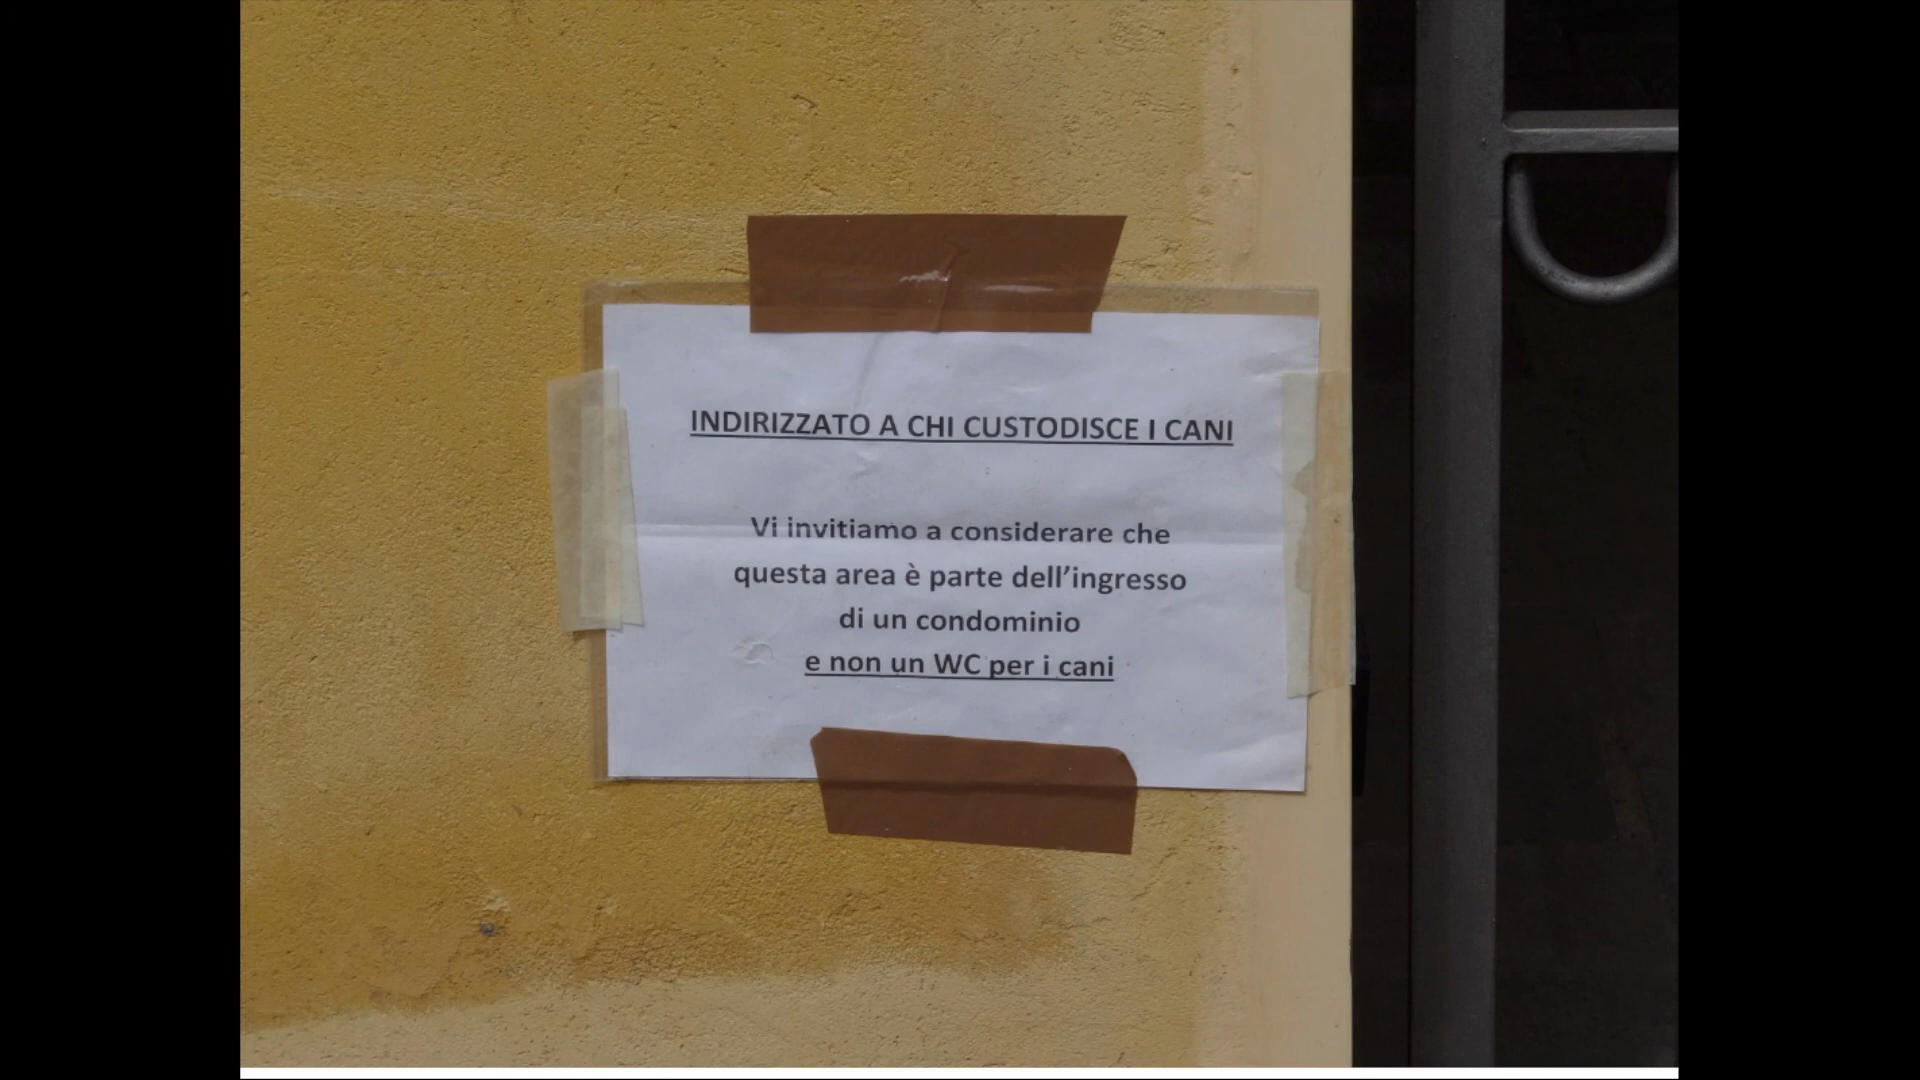 INDIRIZZATO A CHI CUSTODISCE I CANI
Vi invitiamo a considerare che
questa area è parte dell’ingresso
di un condominio
e non un WC per i cani